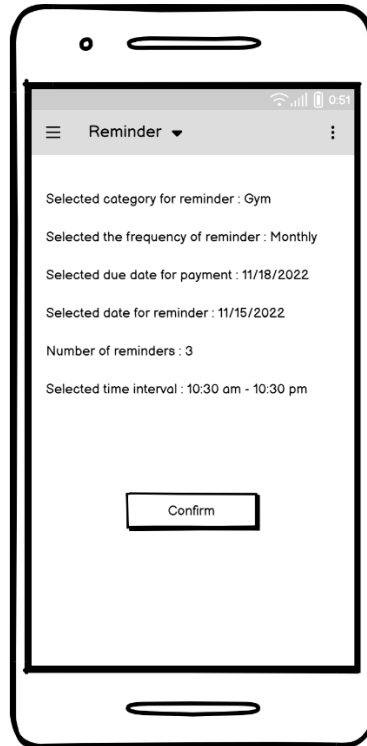 0:51
Reminder
Selected category for reminder : Gym
Selected the frequency of reminder : Monthly
Selected due date for payment : 11/18/2022
Selected date for reminder : 11/15/2022
Number of reminders : 3
Selected time interval : 10:30 am - 10:30 pm
Confirm